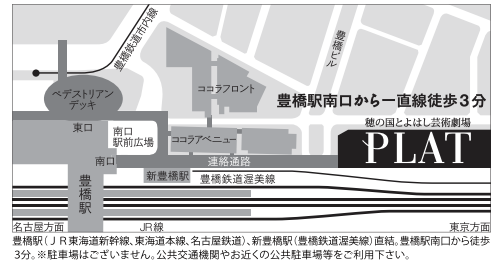 豊橋鉄道市内線
豊橋ビル
ココラフロント
ペデストリアン
デッキ
豊橋駅南口から一直線徒歩3分
穂の国とよはし芸術劇場
PLAT
東口
南口
駅前広場
ココラアベニュー
南口
連絡通路
新豊橋駅
豊橋鉄道渥美線
豊橋駅
名古屋方面
JR線
東京方面
豊橋駅(JR東海道新幹線、東海道本線、名古屋鉄道)、新豊橋駅(豊橋鉄道渥美線)直結。豊橋駅南口から徒歩
3分。※駐車場はございません。公共交通機関やお近くの公共駐車場等をご利用下さい。